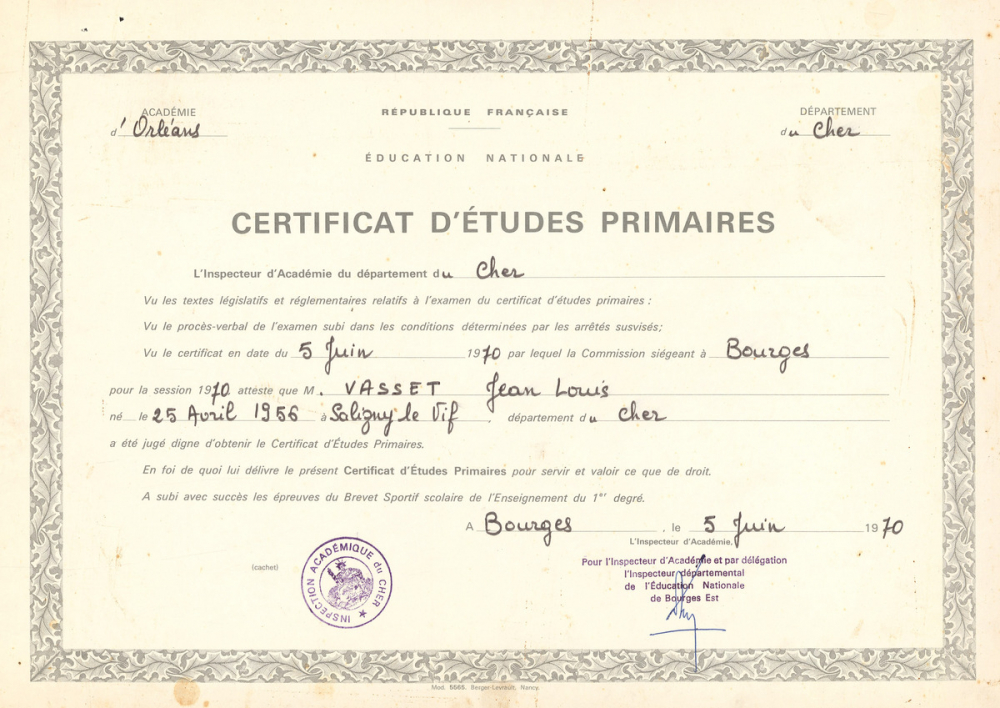 ACADÉMIE
d' Orléans
RÉPUBLIQUE FRANÇAISE
DÉPARTEMENT
du Cher
ÉDUCATION NATIONALE
CERTIFICAT D'ÉTUDES PRIMAIRES
L'Inspecteur d'Académie du département du Cher
Vu les textes législatifs et réglementaires relatifs à l'examen du certificat d'études primaires :
Vu le procès-verbal de l'examen subi dans les conditions déterminées par les arrêtés susvisés;
Vu le certificat en date du 5 Juin 1970 par lequel la Commission siégeant à Bourges
pour la session 1970 atteste que M. VASSET Jean Louis
né le 25 Avril 1956 à Saligny le Vif, département du Cher
a été jugé digne d'obtenir le Certificat d'Études Primaires.
En foi de quoi lui délivre le présent Certificat d'Études Primaires pour servir et valoir ce que de droit.
A subi avec succès les épreuves du Brevet Sportif scolaire de l'Enseignement du 1er degré.
A Bourges, le 5 Juin 1970
L'Inspecteur d'Académie,
(cachet)
INSPECTION ACADÉMIQUE du CHER
Pour l'Inspecteur d'Académie et par délégation
l'Inspecteur départemental
de l'Éducation Nationale
de Bourges Est
Mod. 5565. Berger-Levrault, Nancy.